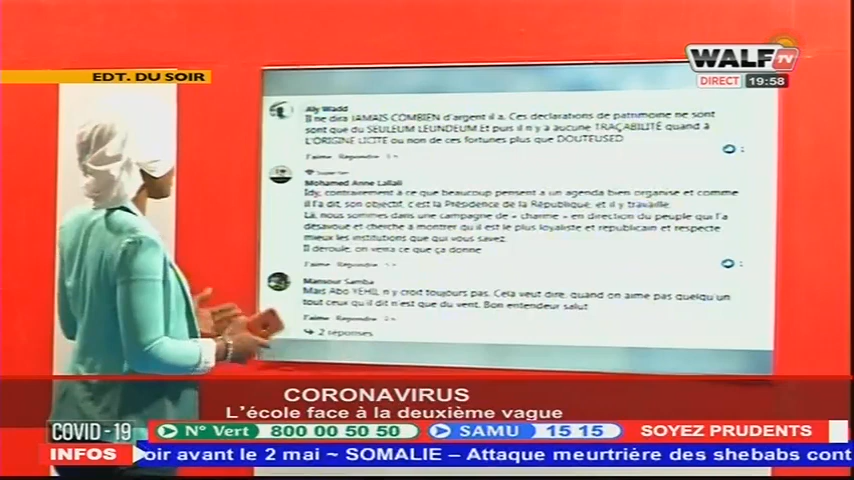 WALF TV
DIRECT 19:58
EDT. DU SOIR
Aly Wadd
Il ne dira JAMAIS COMBIEN d'argent il a. Ces declarations de patrimoine ne sont
sont que du SEULEUM LEUNDEUM.Et puis il n y à aucune TRAÇABILITÉ quand à
L'ORIGINE LICITE ou non de ces fortunes plus que DOUTEUSED
J'aime Répondre
Mohamed Anne Lallali
Idy, contrairement à ce que beaucoup pensent a un agenda bien organise et comme
il l'a dit, son objectif, c'est la Présidence de la République, et il y travaille.
Là, nous sommes dans une campagne de « charme » en direction du peuple qui l'a
désavoué et cherche à montrer qu'il est le plus loyaliste et republicain et respecte
mieux les institutions que qui vous savez.
Il deroule, on verra ce que ça donne
J'aime Répondre
Mansour Samba
Mais Abo YEHIL n'y croit toujours pas. Cela veut dire, quand on aime pas quelqu'un
tout ceux qu'il dit n'est que du vent. Bon entendeur salut
J'aime Répondre
2 réponses
CORONAVIRUS
L'école face à la deuxième vague
COVID-19 N° Vert 800 00 50 50 SAMU 15 15 SOYEZ PRUDENTS
INFOS oir avant le 2 mai ~ SOMALIE – Attaque meurtrière des shebabs cont